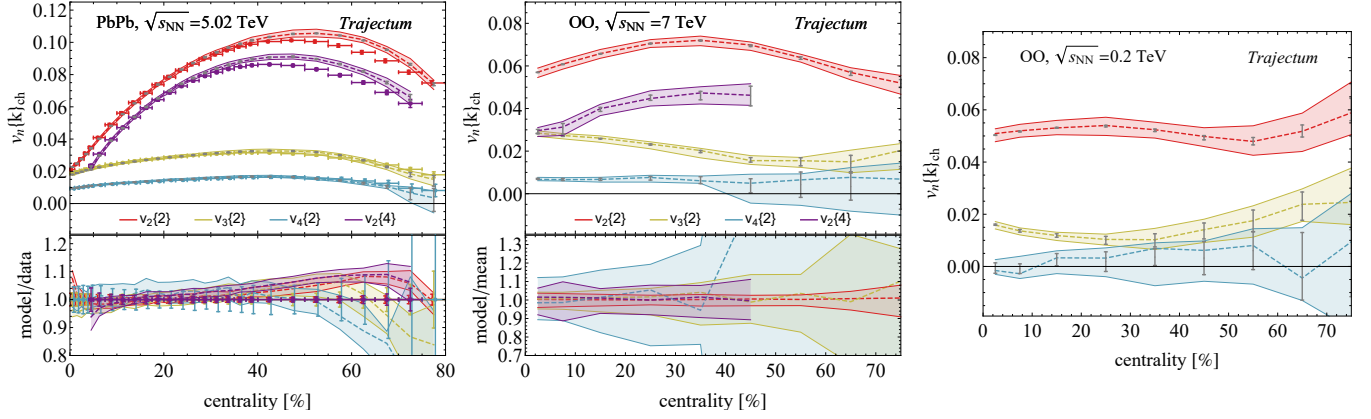 PbPb, √sNN =5.02 TeV
Trajectum
0.12
0.10
0.08
0.06
0.04
0.02
0.00
vn{k}ch
v2{2} v3{2} v4{2} v2{4}
1.2
1.1
1.0
0.9
0.8
model/data
0 20 40 60 80
centrality [%]
OO, √sNN =7 TeV
Trajectum
0.08
0.06
0.04
0.02
0.00
vn{k}ch
v2{2} v3{2} v4{2} v2{4}
1.3
1.2
1.1
1.0
0.9
0.8
0.7
model/mean
0 10 20 30 40 50 60 70
centrality [%]
OO, √sNN =0.2 TeV
Trajectum
0.08
0.06
0.04
0.02
0.00
vn{k}ch
0 10 20 30 40 50 60 70
centrality [%]